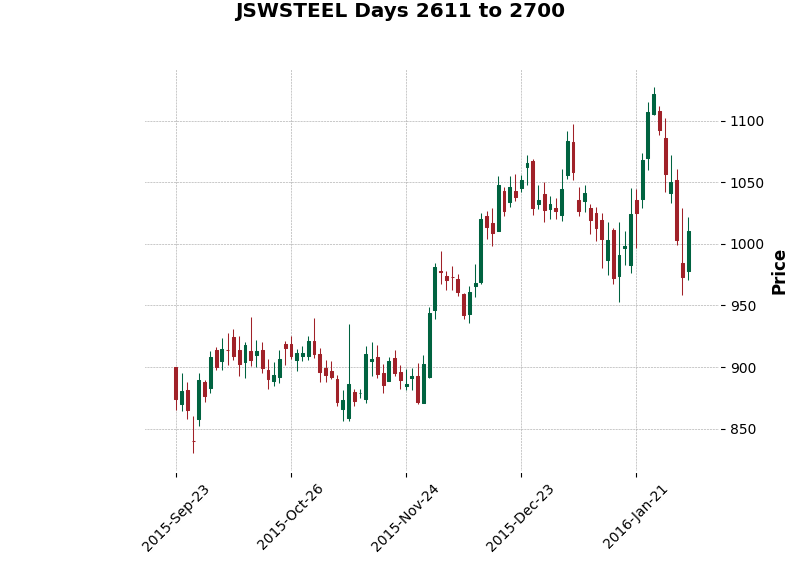 JSWSTEEL Days 2611 to 2700
1100
1050
1000
950
900
850
Price
2015-Sep-23
2015-Oct-26
2015-Nov-24
2015-Dec-23
2016-Jan-21